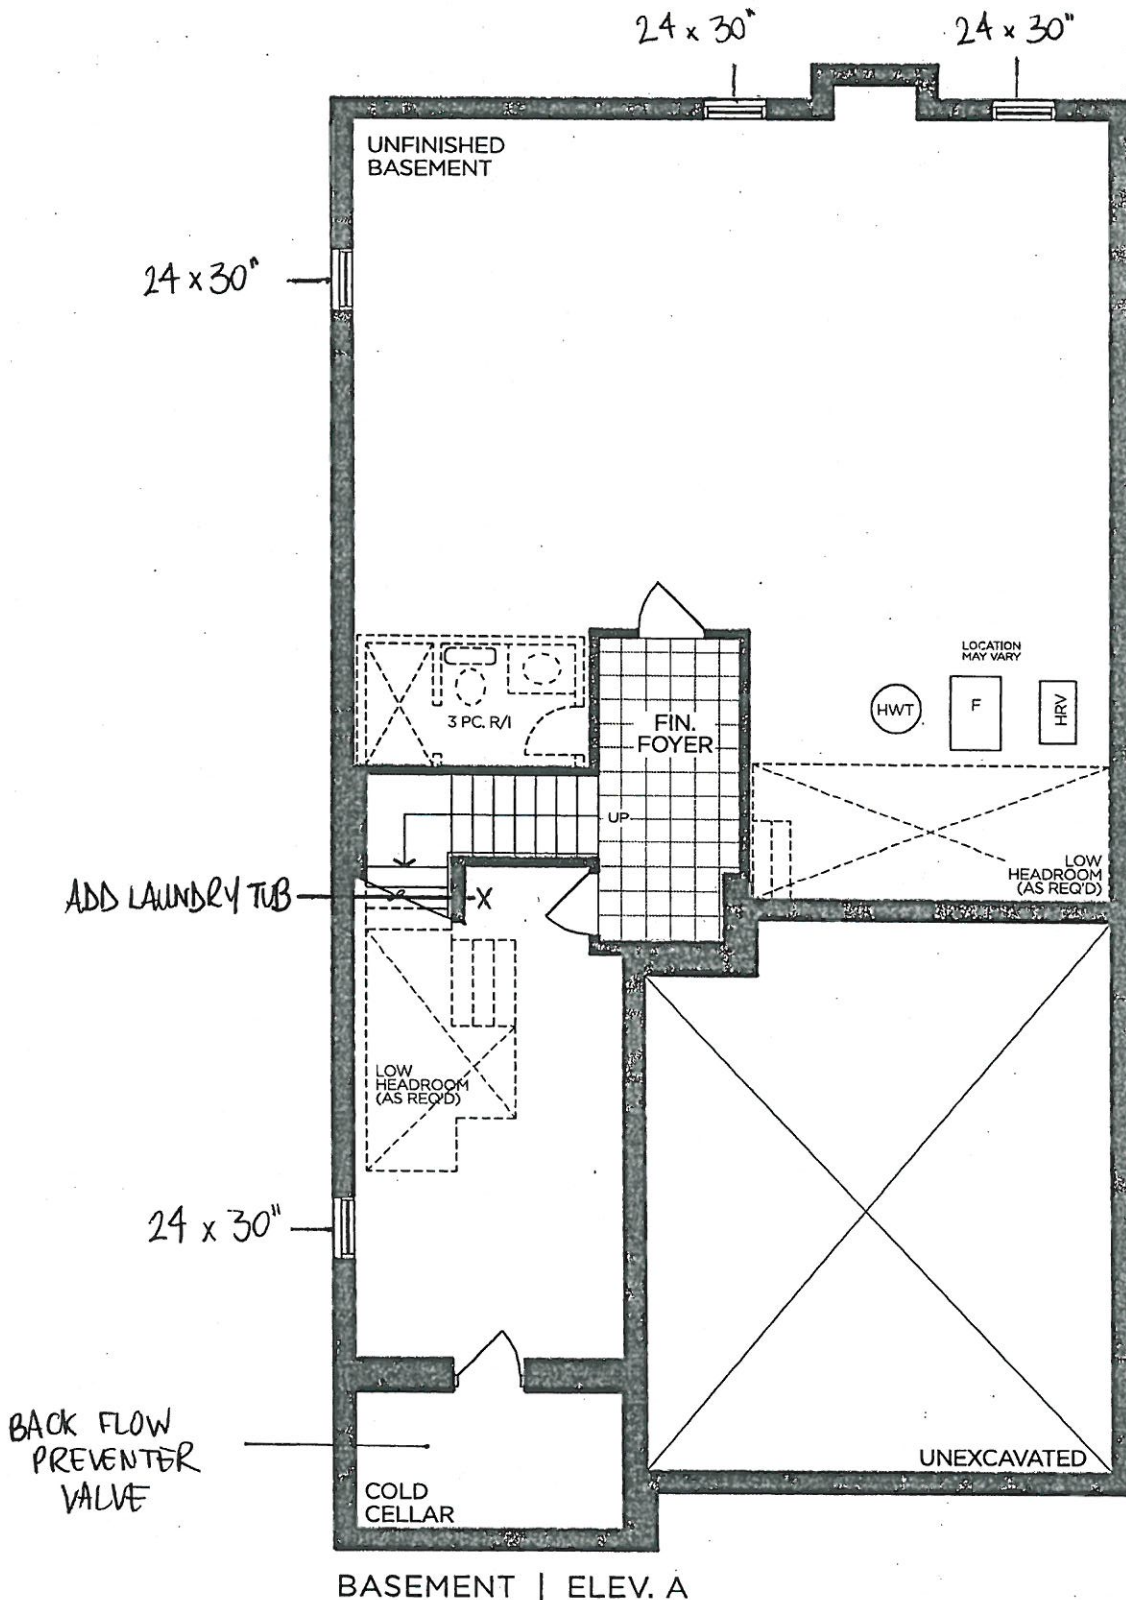 24 x 30"
24 x 30"
UNFINISHED
BASEMENT
24 x 30"
LOCATION
MAY VARY
HWT
F
HRV
3 PC. R/I
FIN.
FOYER
UP
LOW
HEADROOM
(AS REQ'D)
ADD LAUNDRY TUB
X
LOW
HEADROOM
(AS REQ'D)
24 x 30"
BACK FLOW
PREVENTER
VALVE
UNEXCAVATED
COLD
CELLAR
BASEMENT | ELEV. A